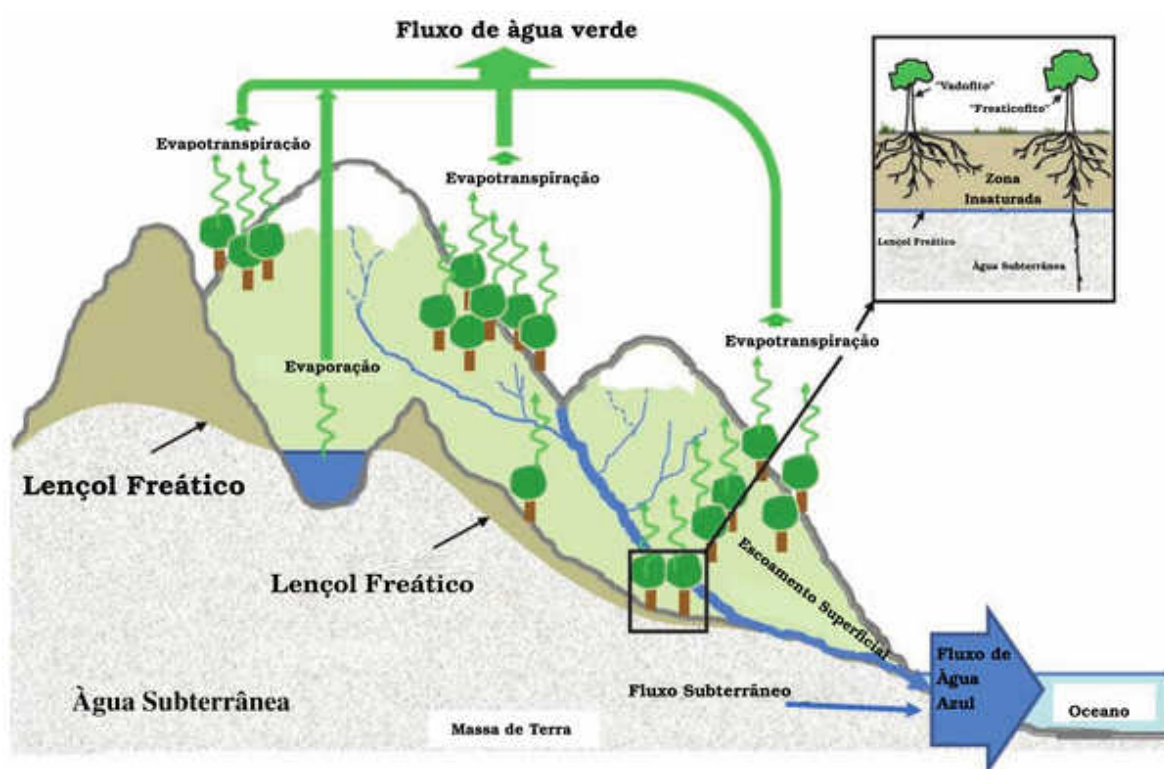 Fluxo de àgua verde
Evapotranspiração
Evapotranspiração
"Vadofito"
"Freaticofito"
Zona
Insaturada
Lençol Freático
Àgua Subterrânea
Evapotranspiração
Evaporação
Lençol Freático
Lençol Freático
Escoamento Superficial
Fluxo de
Àgua
Azul
Fluxo Subterrâneo
Oceano
Àgua Subterrânea
Massa de Terra